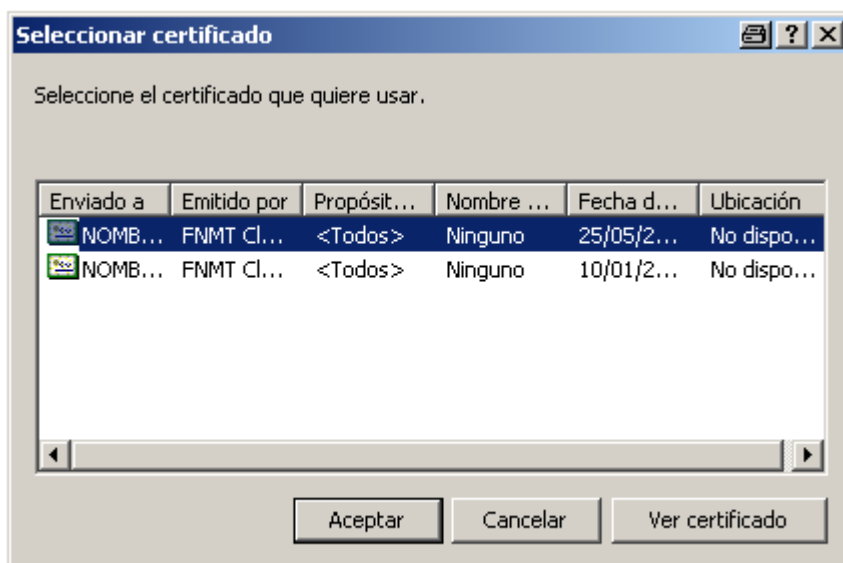 Seleccionar certificado
Seleccione el certificado que quiere usar.
Enviado a Emitido por Propósit... Nombre ... Fecha d... Ubicación
NOMB... FNMT Cl... <Todos> Ninguno 25/05/2... No dispo...
NOMB... FNMT Cl... <Todos> Ninguno 10/01/2... No dispo...
Aceptar Cancelar Ver certificado